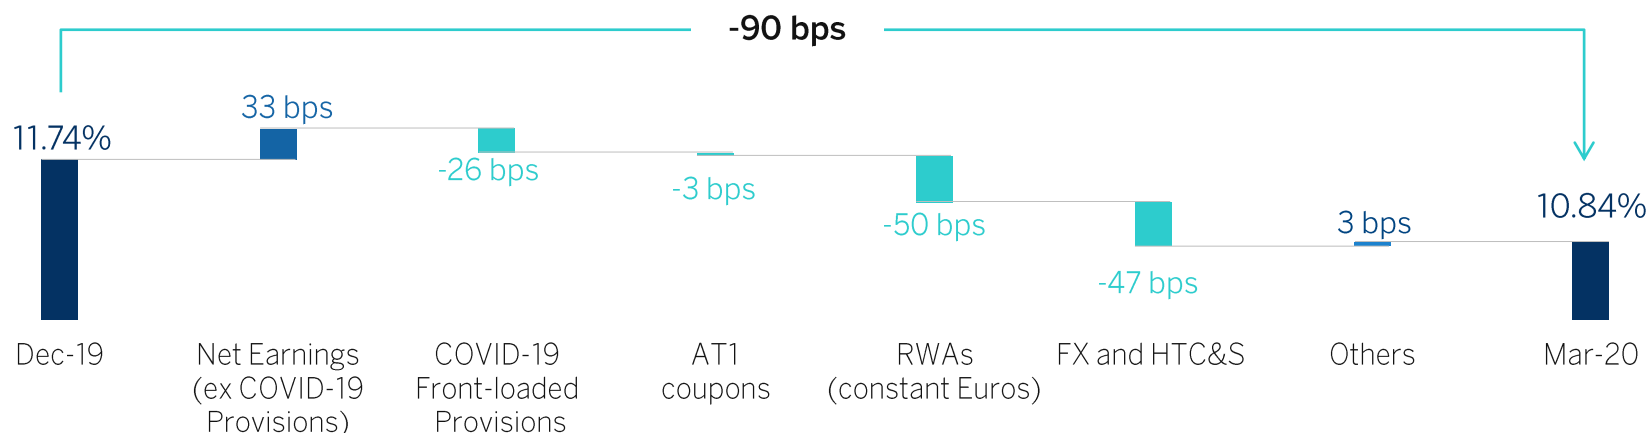 -90 bps
11.74%
33 bps
-26 bps
-3 bps
-50 bps
-47 bps
3 bps
10.84%
Dec-19
Net Earnings
(ex COVID-19
Provisions)
COVID-19
Front-loaded
Provisions
AT1
coupons
RWAs
(constant Euros)
FX and HTC&S
Others
Mar-20